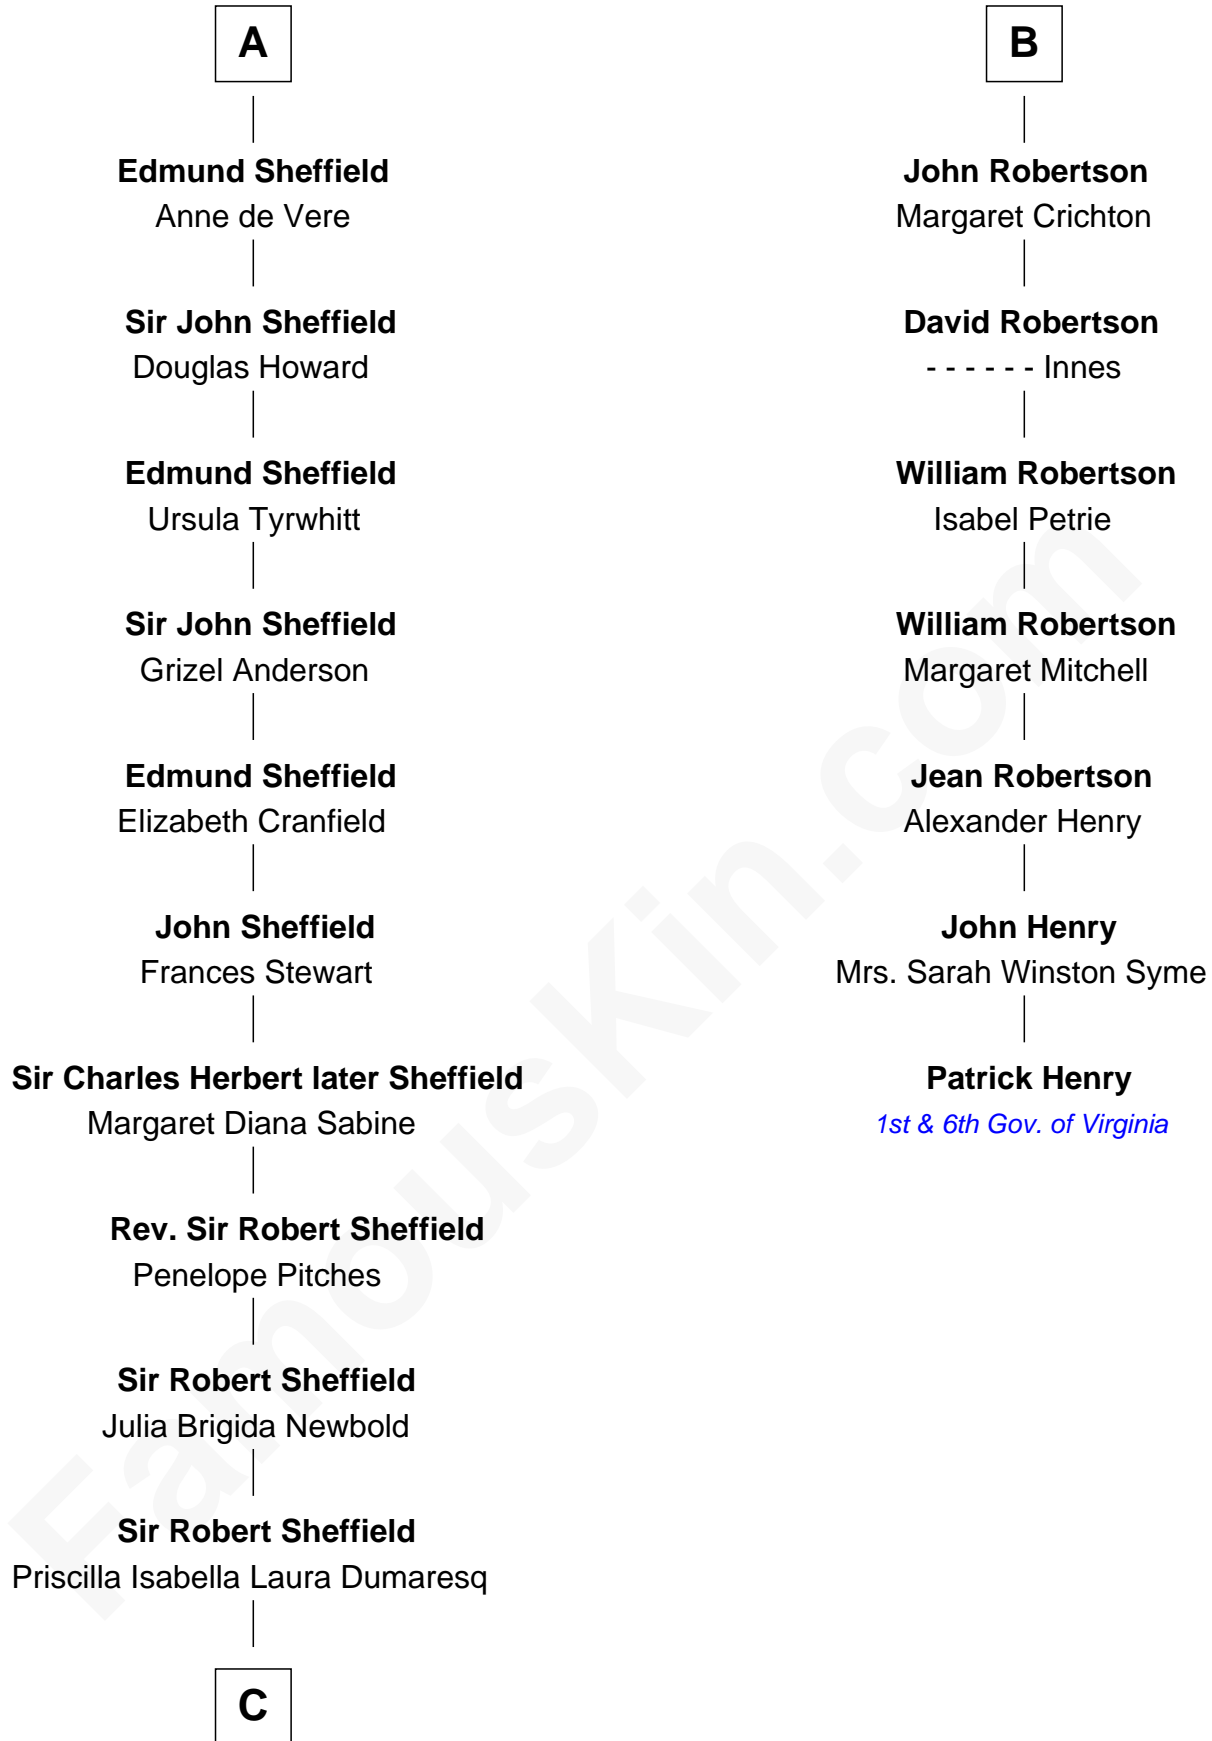 A
Edmund Sheffield
Anne de Vere
Sir John Sheffield
Douglas Howard
Edmund Sheffield
Ursula Tyrwhitt
Sir John Sheffield
Grizel Anderson
Edmund Sheffield
Elizabeth Cranfield
John Sheffield
Frances Stewart
Sir Charles Herbert later Sheffield
Margaret Diana Sabine
Rev. Sir Robert Sheffield
Penelope Pitches
Sir Robert Sheffield
Julia Brigida Newbold
Sir Robert Sheffield
Priscilla Isabella Laura Dumaresq
C
B
John Robertson
Margaret Crichton
David Robertson
- - - - - - Innes
William Robertson
Isabel Petrie
William Robertson
Margaret Mitchell
Jean Robertson
Alexander Henry
John Henry
Mrs. Sarah Winston Syme
Patrick Henry
1st & 6th Gov. of Virginia
FamousKin.com